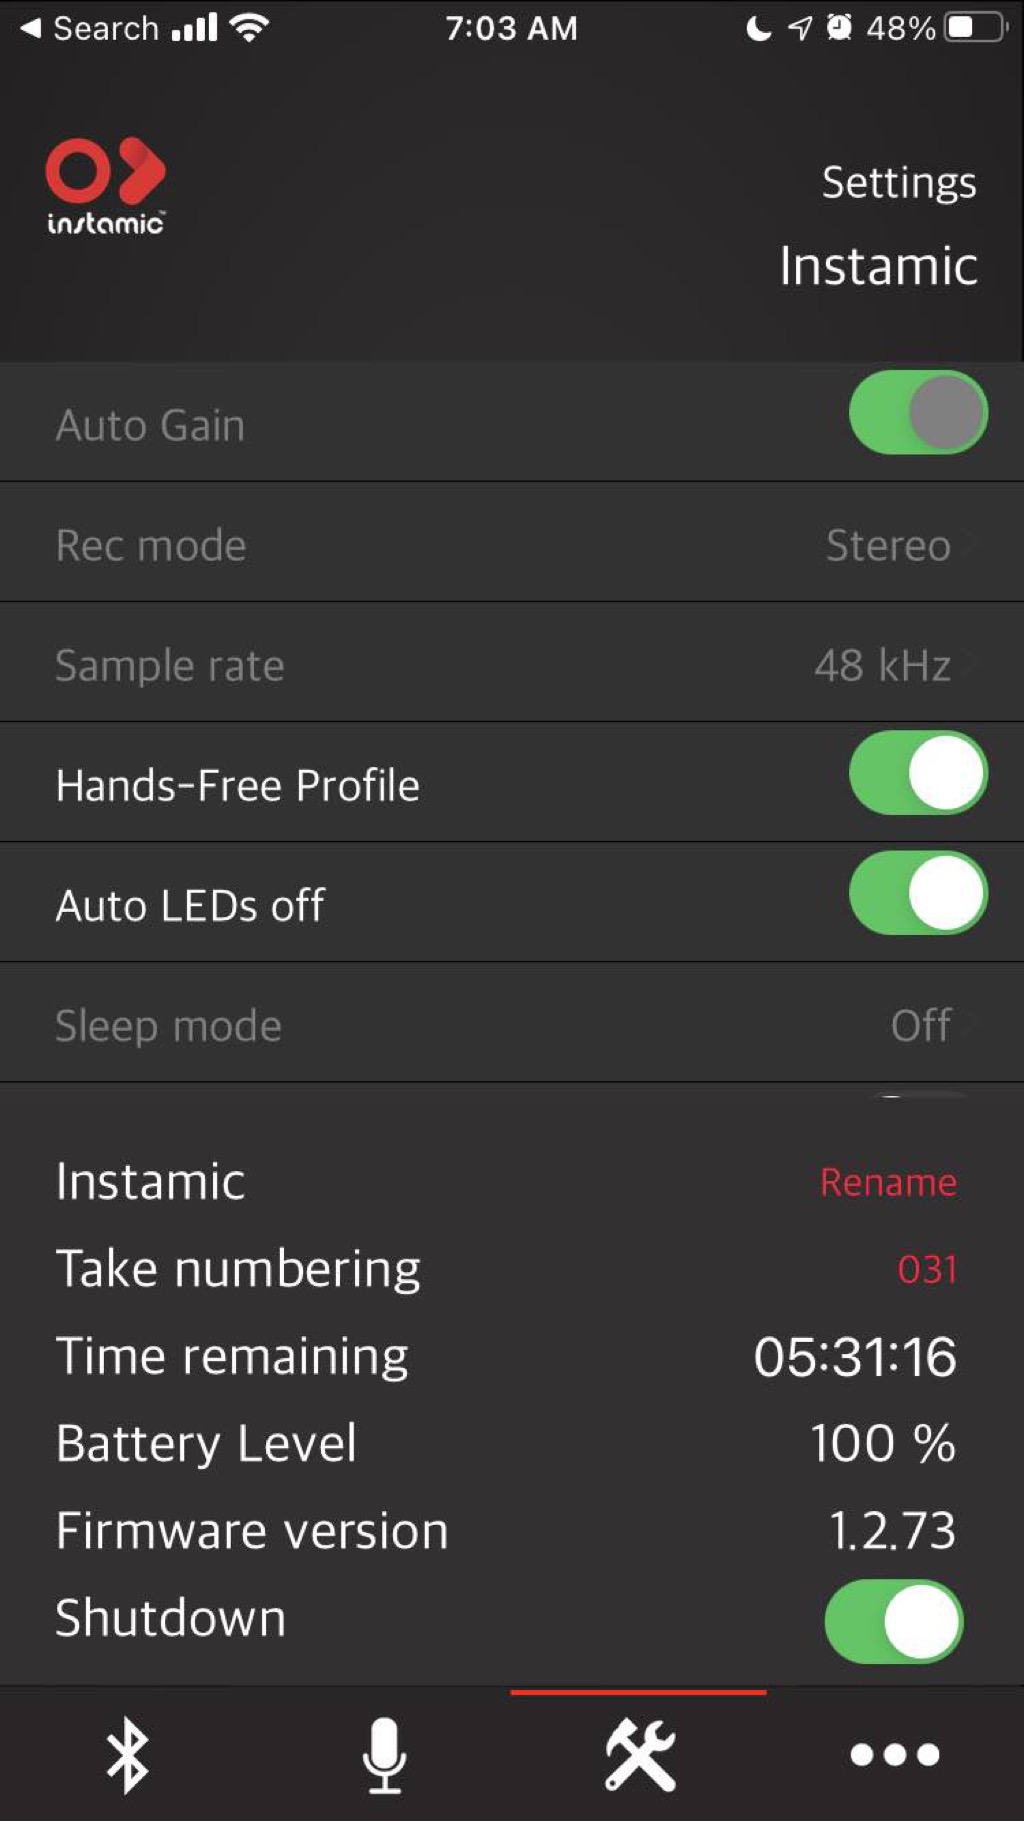 Search
7:03 AM
48%
instamic™
Settings
Instamic
Auto Gain
Rec mode Stereo
Sample rate 48 kHz
Hands-Free Profile
Auto LEDs off
Sleep mode Off
Instamic Rename
Take numbering 031
Time remaining 05:31:16
Battery Level 100 %
Firmware version 1.2.73
Shutdown